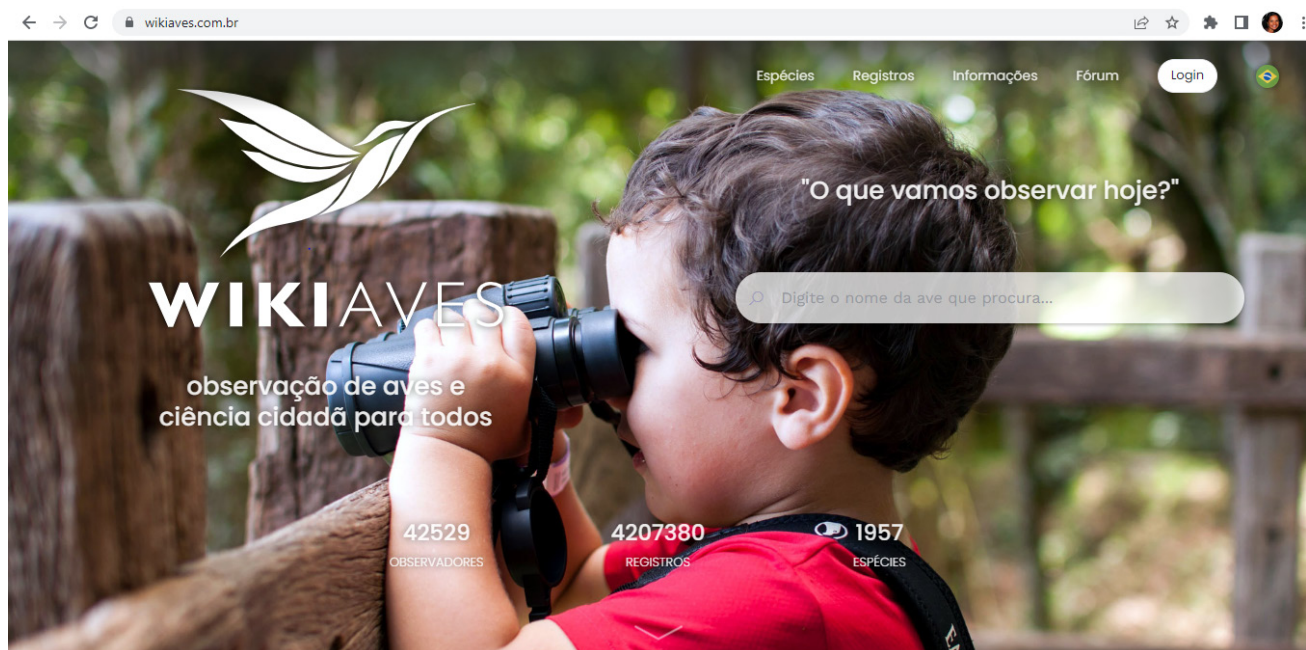 wikiaves.com.br
Espécies Registros Informações Fórum Login
"O que vamos observar hoje?"
WIKIAVES
Digite o nome da ave que procura...
observação de aves e
ciência cidadã para todos
42529 4207380 1957
OBSERVADORES REGISTROS ESPÉCIES